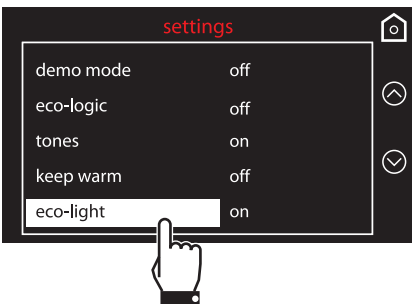 settings
demo mode off
eco-logic off
tones on
keep warm off
eco-light on